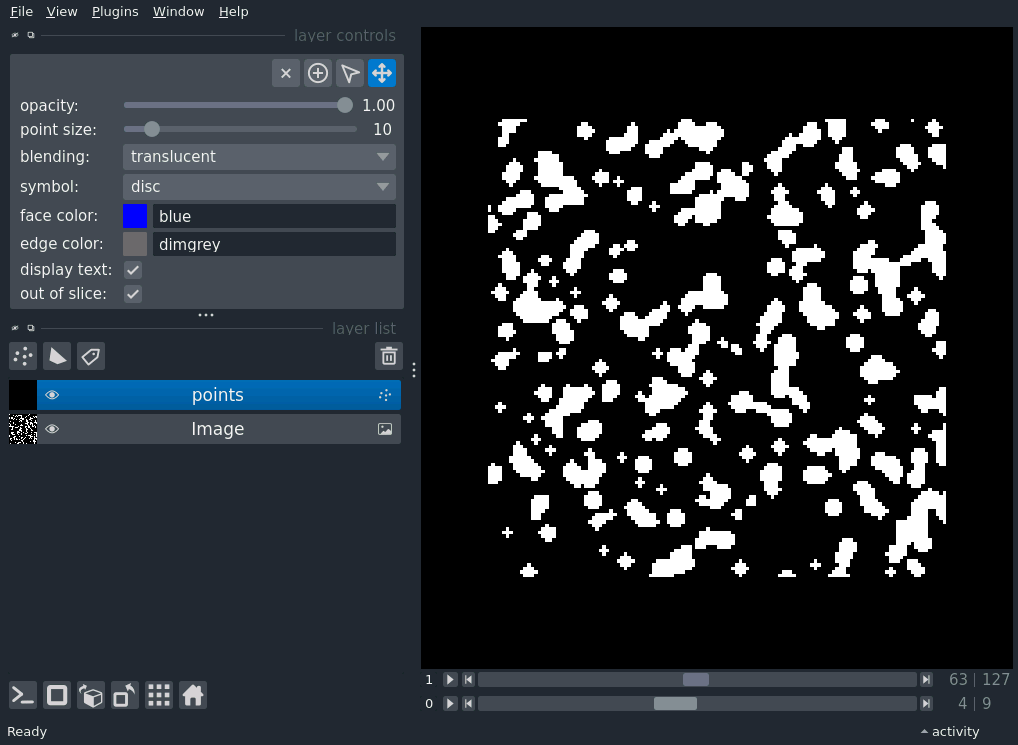 File View Plugins Window Help
layer controls
opacity: 1.00
point size: 10
blending: translucent
symbol: disc
face color: blue
edge color: dimgrey
display text:
out of slice:
layer list
points
Image
1 63 | 127
0 4 | 9
Ready activity